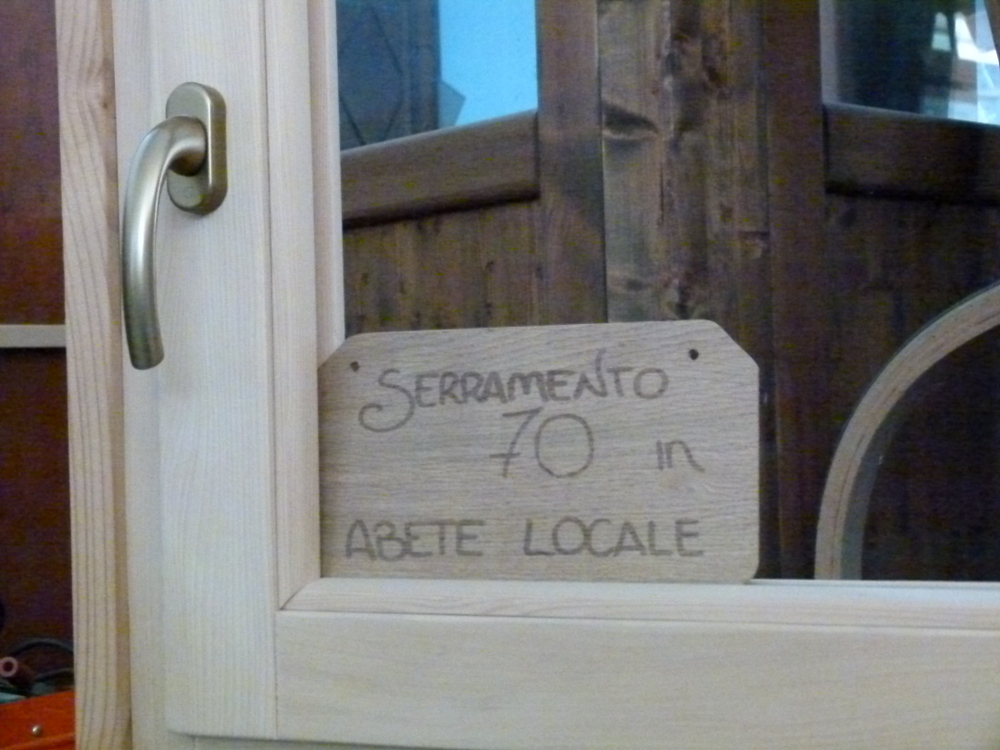 SERRAMENTO
70 in
ABETE LOCALE